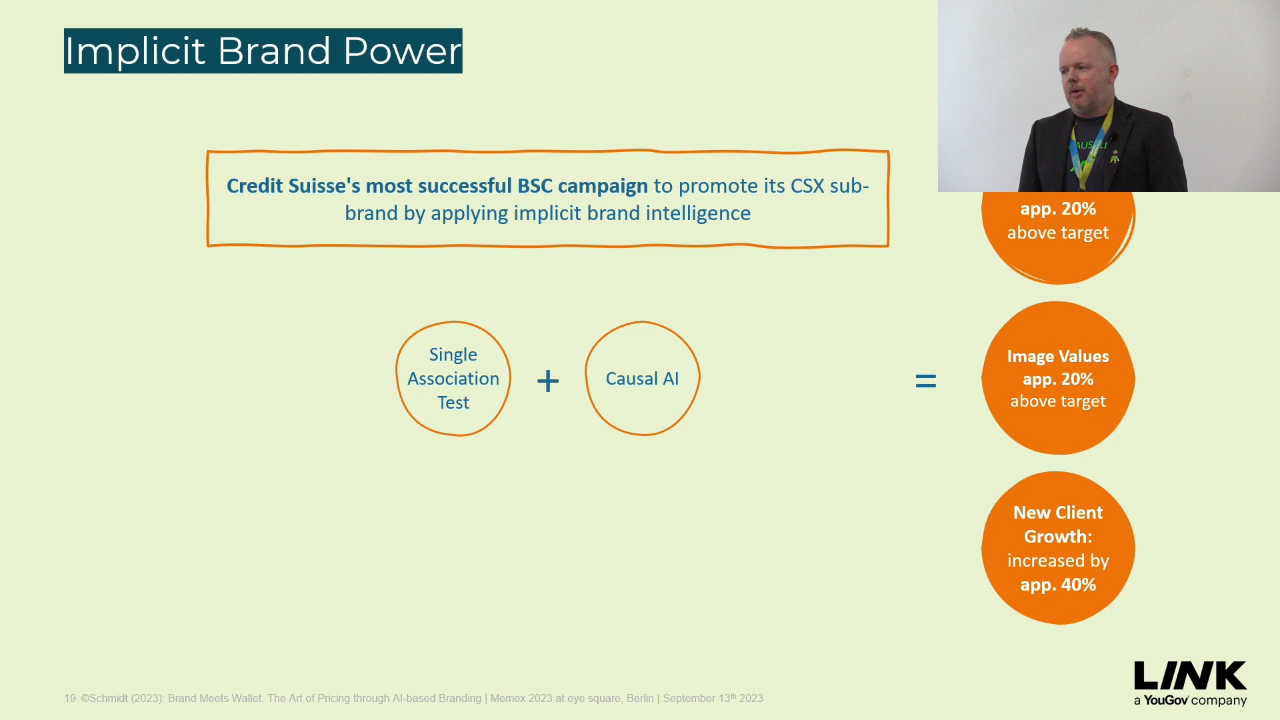 Implicit Brand Power
Credit Suisse's most successful BSC campaign to promote its CSX sub-
brand by applying implicit brand intelligence
app. 20%
above target
Single
Association
Test
+
Causal AI
=
Image Values
app. 20%
above target
New Client
Growth:
increased by
app. 40%
19 ©Schmidt (2023): Brand Meets Wallet: The Art of Pricing through AI-based Branding | Memex 2023 at eye square, Berlin | September 13th 2023
LINK
a YouGov company